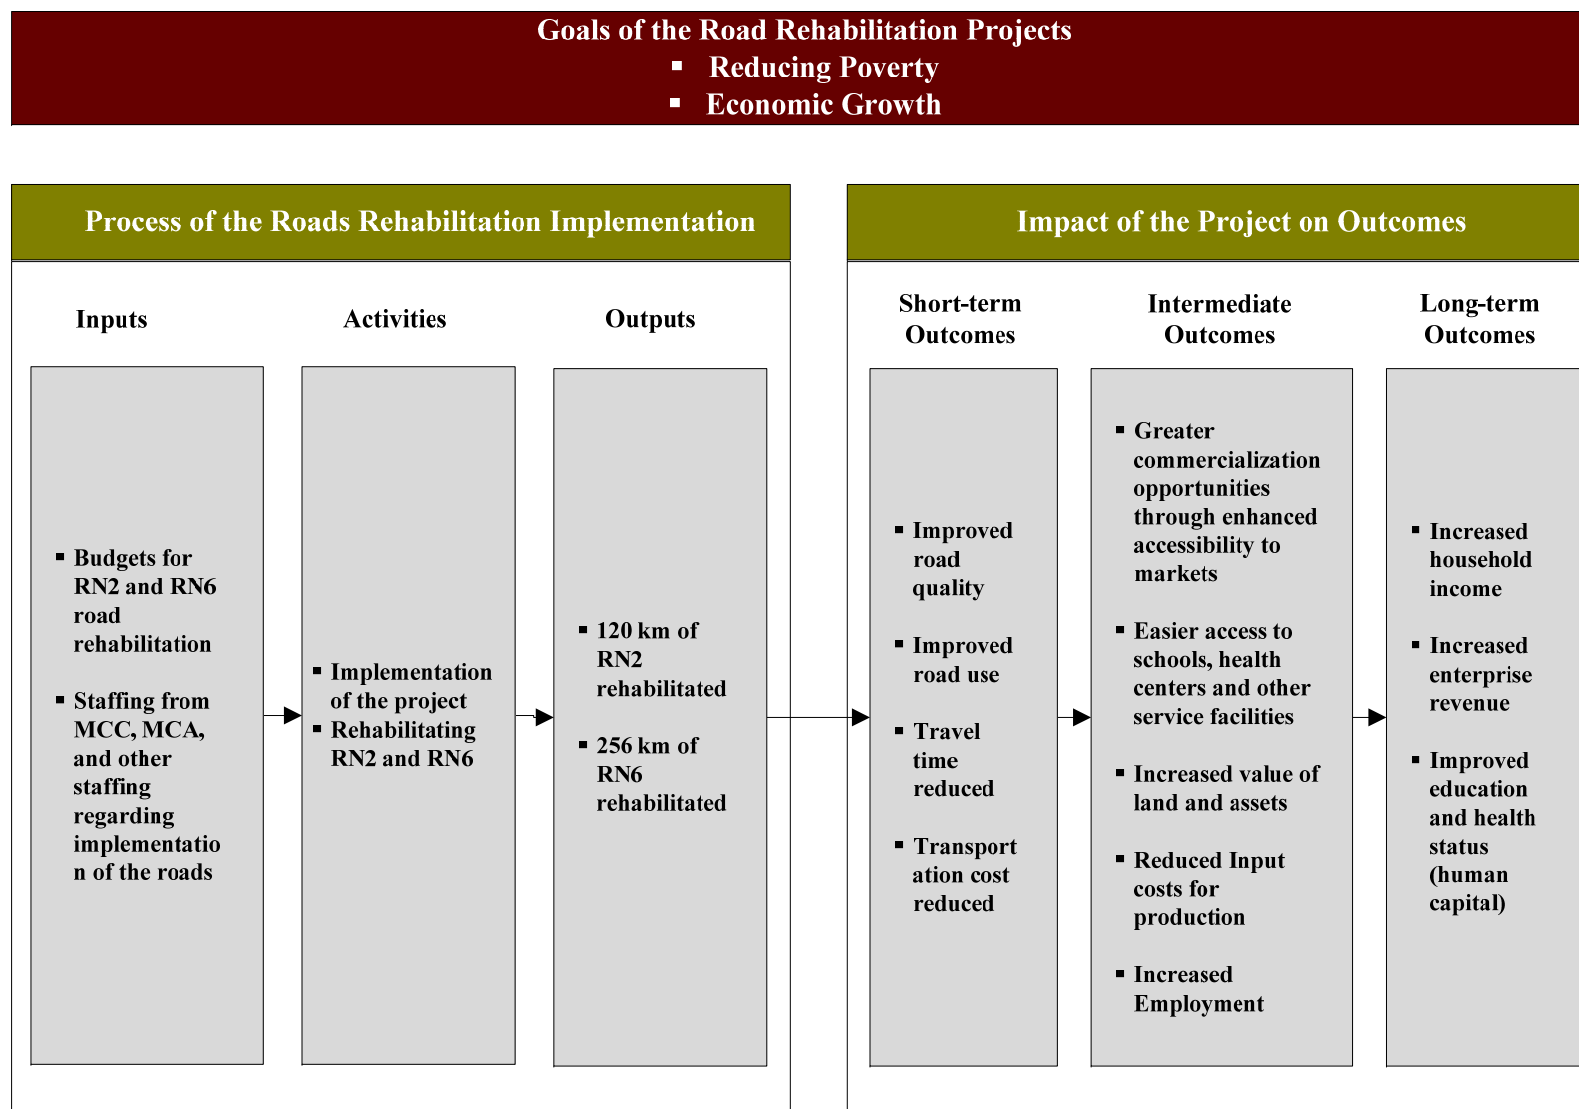 Goals of the Road Rehabilitation Projects
▪ Reducing Poverty
▪ Economic Growth
Process of the Roads Rehabilitation Implementation
Inputs
Activities
Outputs
▪ Budgets for
RN2 and RN6
road
rehabilitation
▪ Staffing from
MCC, MCA,
and other
staffing
regarding
implementatio
n of the roads
▪ Implementation
of the project
▪ Rehabilitating
RN2 and RN6
▪ 120 km of
RN2
rehabilitated
▪ 256 km of
RN6
rehabilitated
Impact of the Project on Outcomes
Short-term
Outcomes
Intermediate
Outcomes
Long-term
Outcomes
▪ Improved
road
quality
▪ Improved
road use
▪ Travel
time
reduced
▪ Transport
ation cost
reduced
▪ Greater
commercialization
opportunities
through enhanced
accessibility to
markets
▪ Easier access to
schools, health
centers and other
service facilities
▪ Increased value of
land and assets
▪ Reduced Input
costs for
production
▪ Increased
Employment
▪ Increased
household
income
▪ Increased
enterprise
revenue
▪ Improved
education
and health
status
(human
capital)